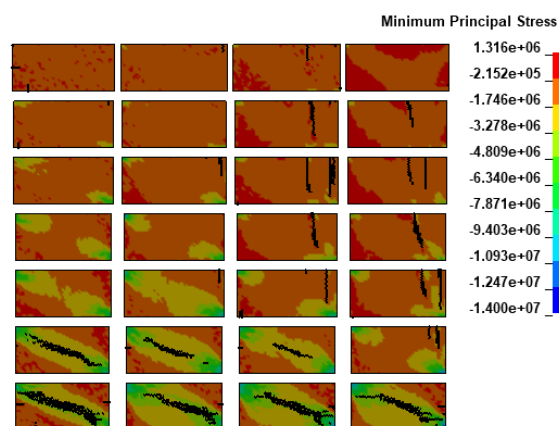 Minimum Principal Stress
1.316e+06
-2.152e+05
-1.746e+06
-3.278e+06
-4.809e+06
-6.340e+06
-7.871e+06
-9.403e+06
-1.093e+07
-1.247e+07
-1.400e+07